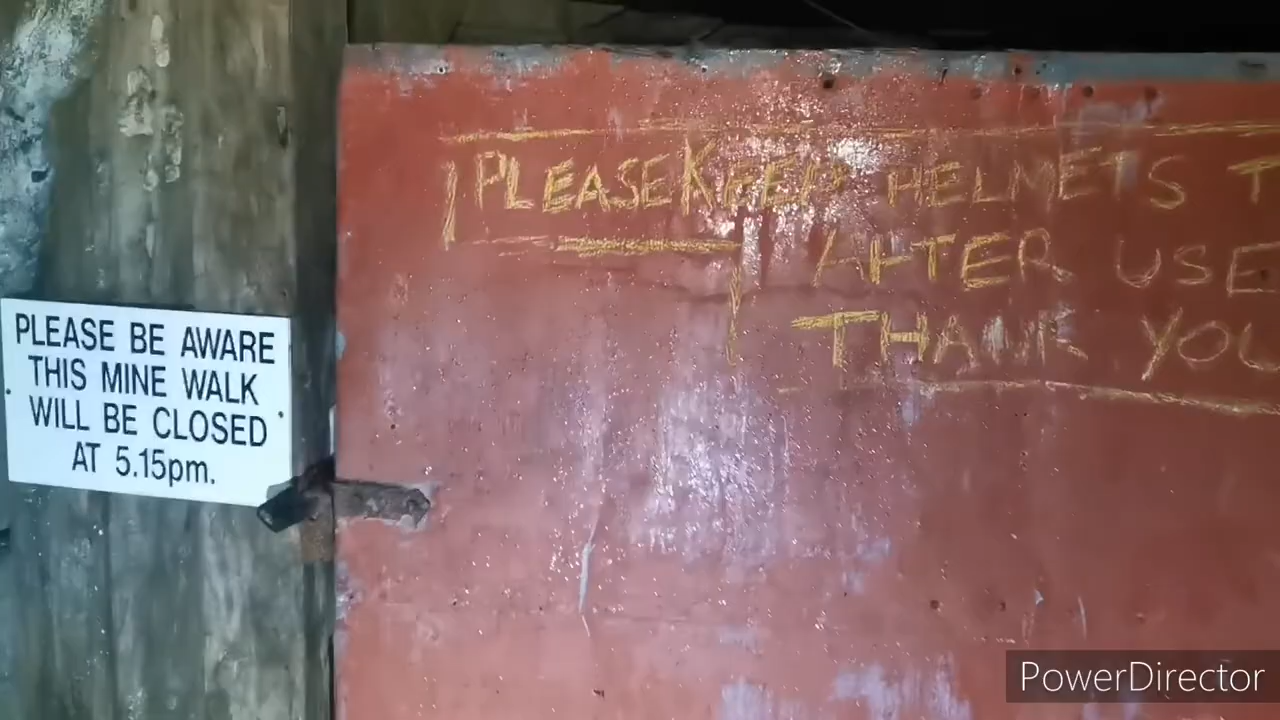 PLEASE BE AWARE
THIS MINE WALK
WILL BE CLOSED
AT 5.15pm.
PLEASE KEEP HELMETS T
AFTER USE
THANK YOU
PowerDirector